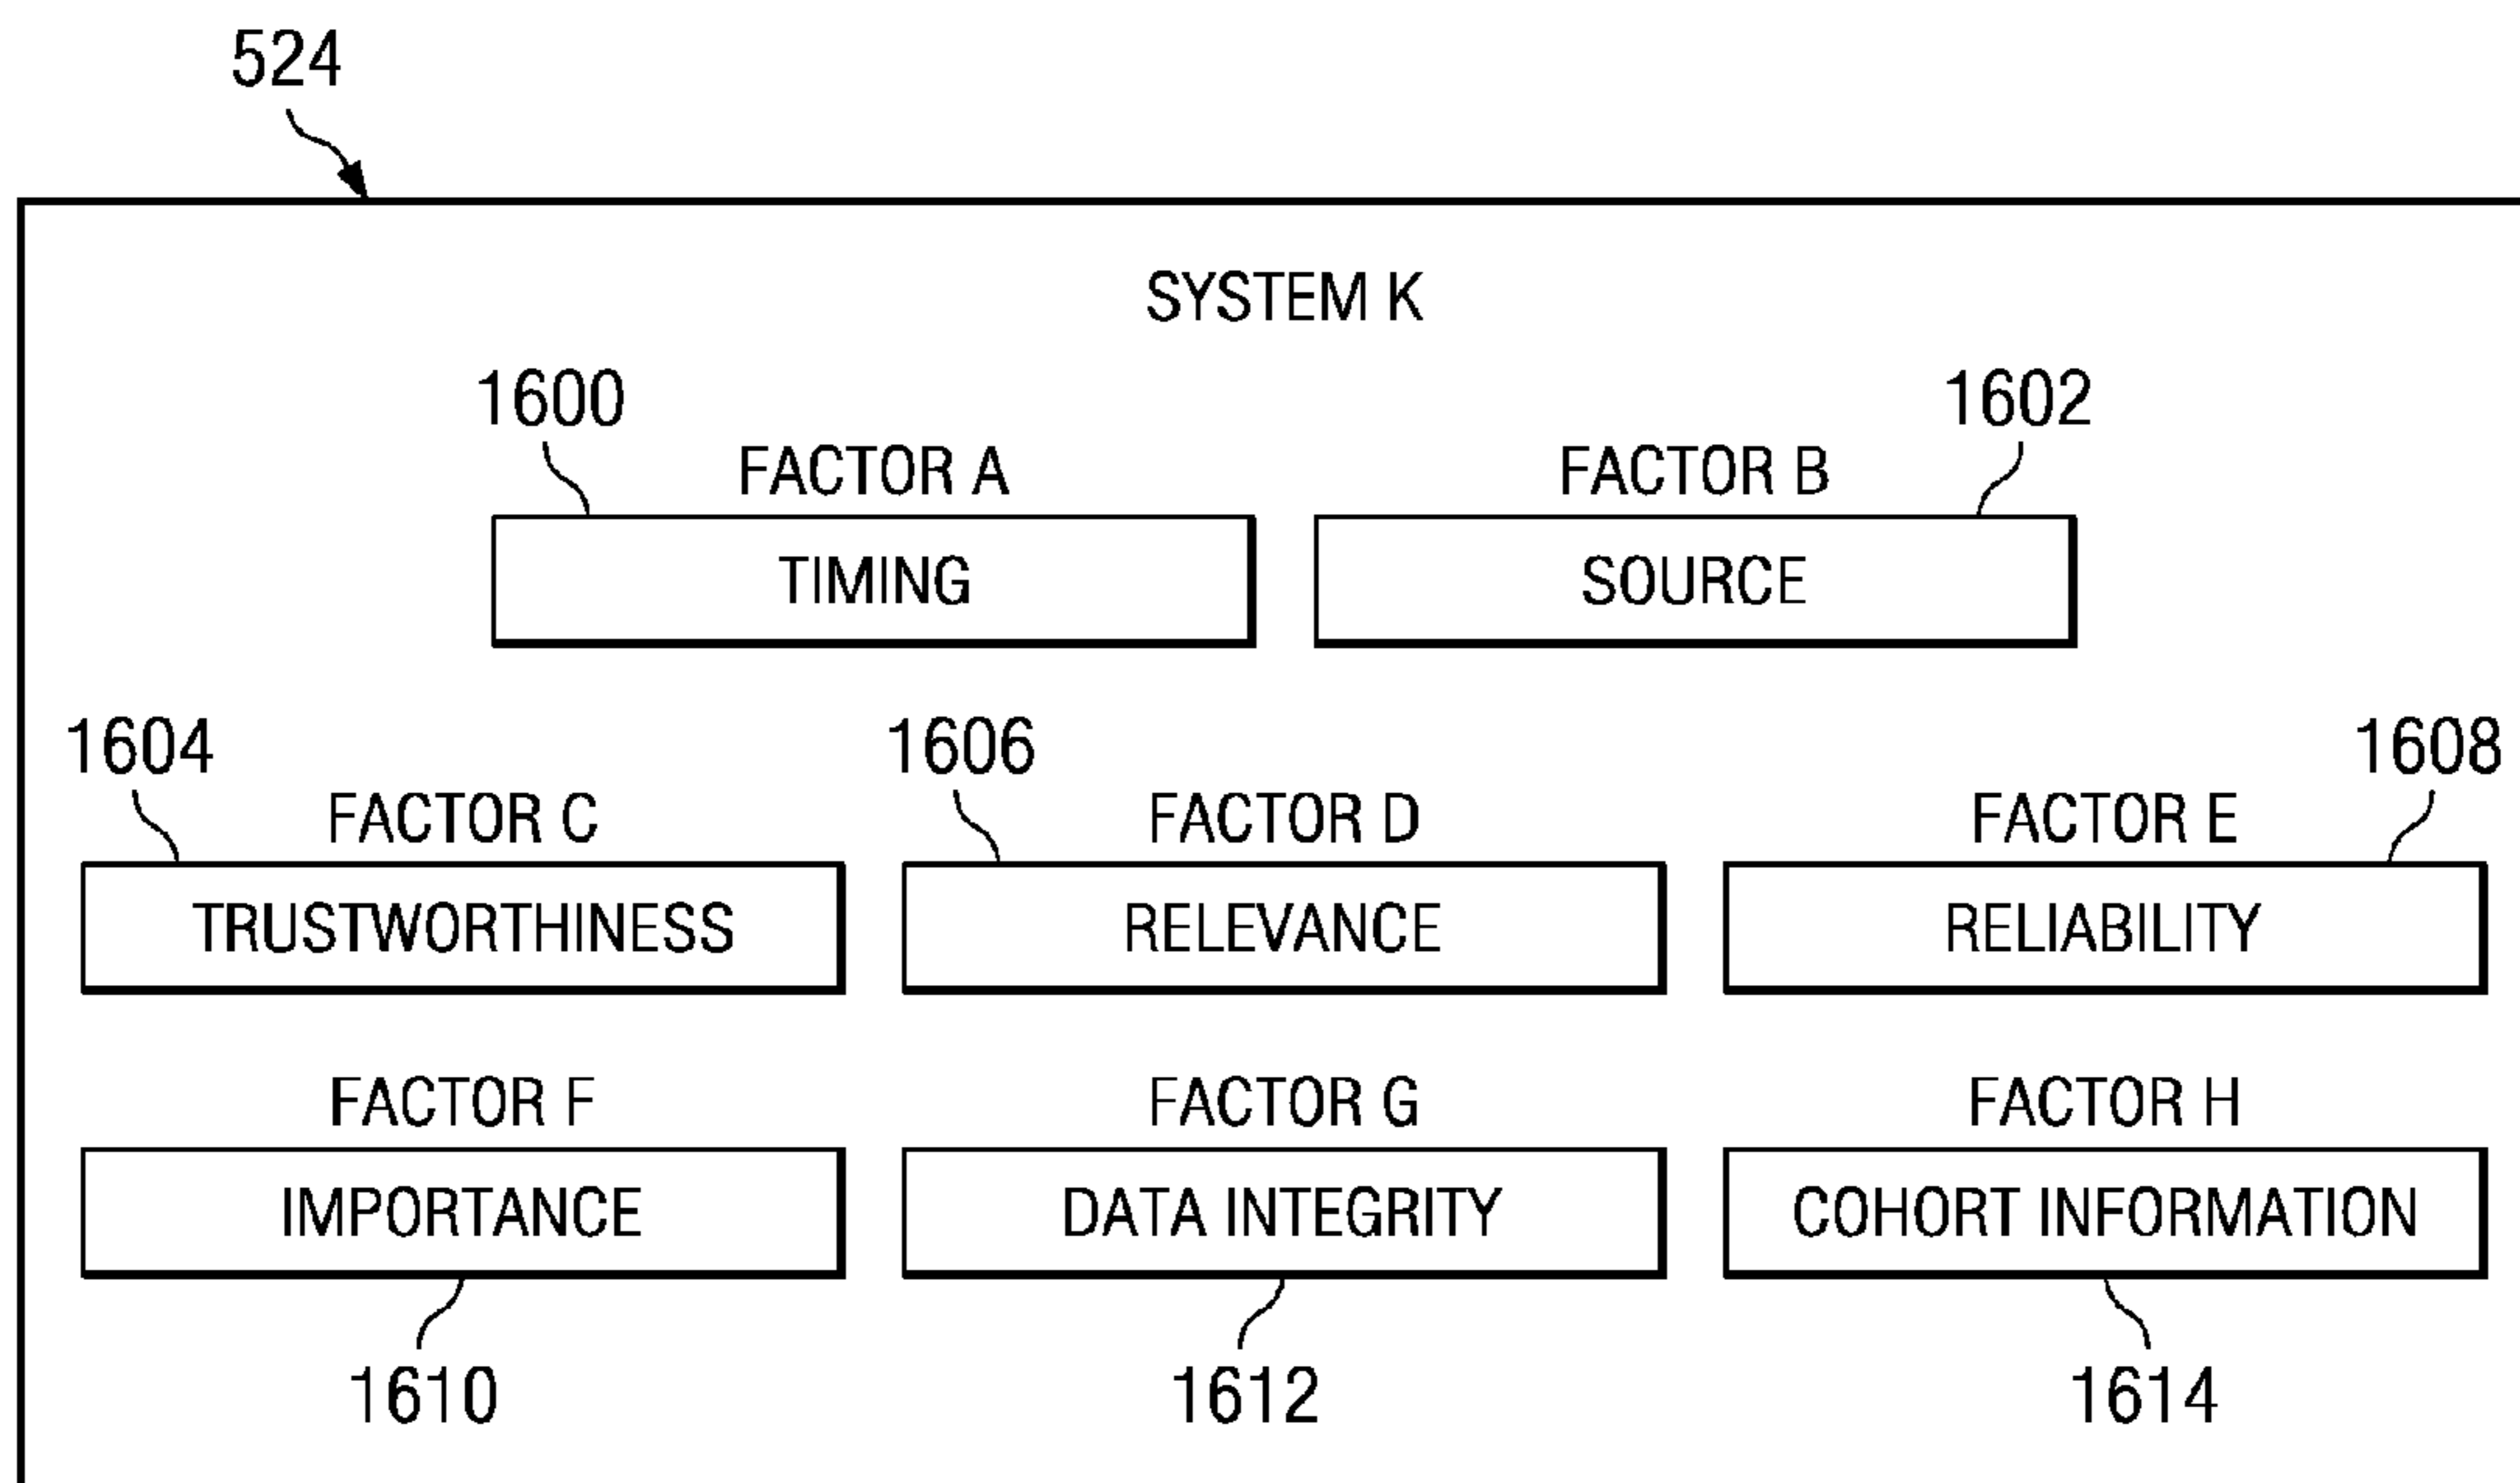 524
SYSTEM K
1600 1602
FACTOR A FACTOR B
TIMING SOURCE
1604 1606 1608
FACTOR C FACTOR D FACTOR E
TRUSTWORTHINESS RELEVANCE RELIABILITY
FACTOR F FACTOR G FACTOR H
IMPORTANCE DATA INTEGRITY COHORT INFORMATION
1610 1612 1614